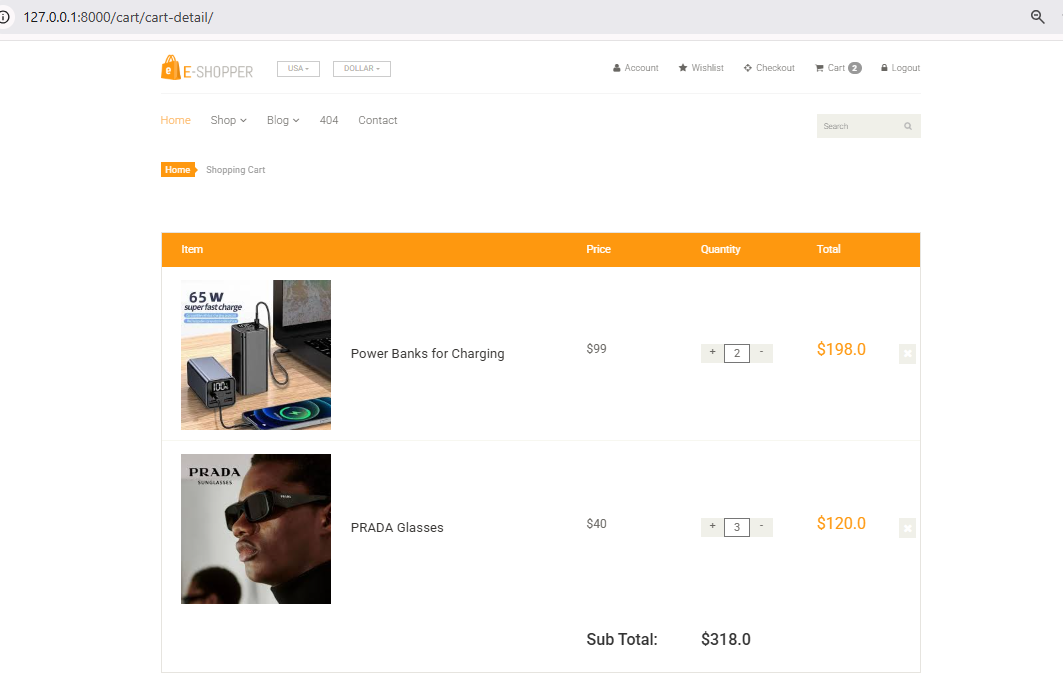 127.0.0.1:8000/cart/cart-detail/
E-SHOPPER USA DOLLAR Account Wishlist Checkout Cart 2 Logout
Home Shop Blog 404 Contact Search
Home Shopping Cart
Item Price Quantity Total
65W
super fast charge
100%
Power Banks for Charging $99 + 2 - $198.0
PRADA
SUNGLASSES
PRADA
PRADA Glasses $40 + 3 - $120.0
Sub Total: $318.0